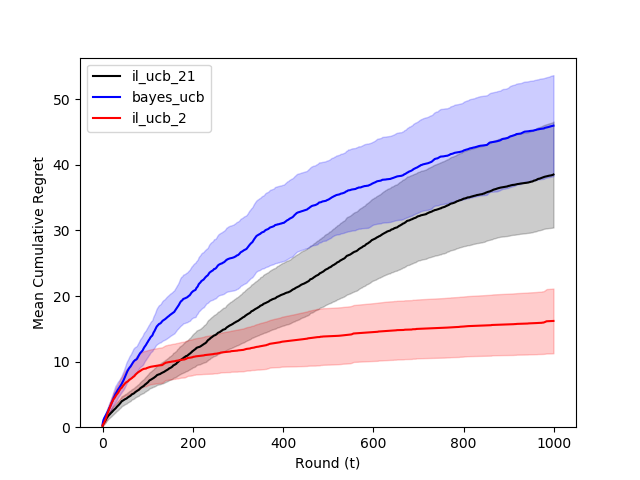 il_ucb_21
bayes_ucb
il_ucb_2
Mean Cumulative Regret
50
40
30
20
10
0
0 200 400 600 800 1000
Round (t)